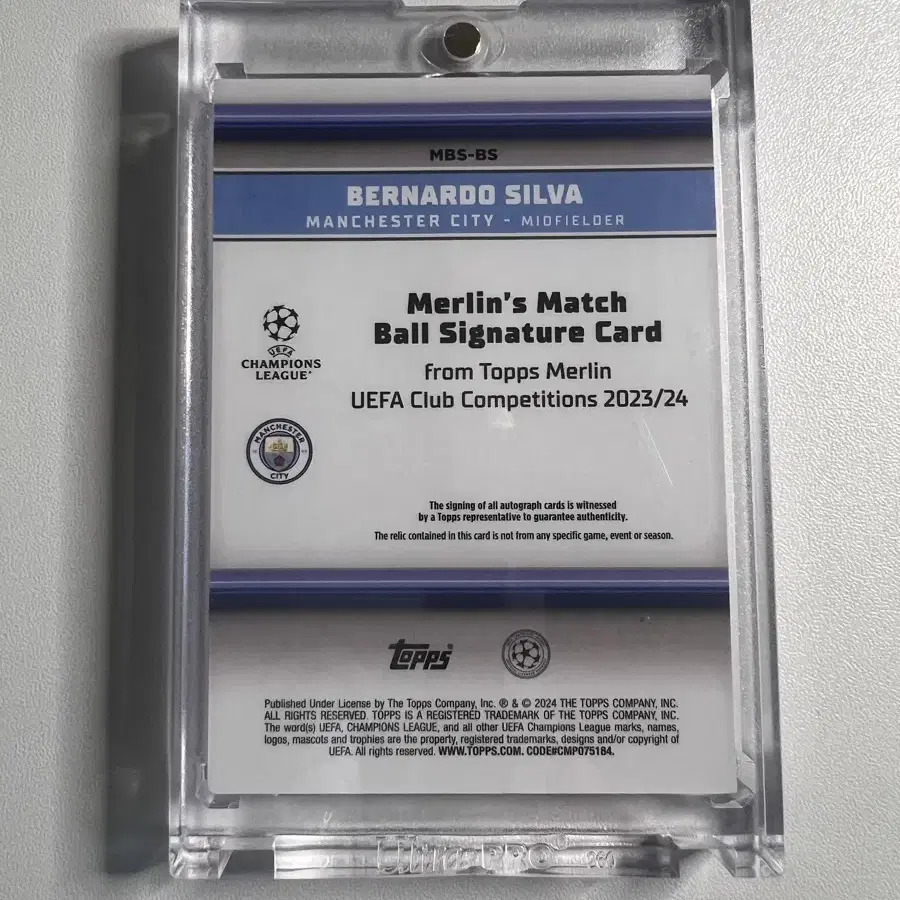 MBS-BS
BERNARDO SILVA
MANCHESTER CITY - MIDFIELDER
Merlin's Match
Ball Signature Card
from Topps Merlin
UEFA Club Competitions 2023/24
UEFA
CHAMPIONS
LEAGUE
MANCHESTER
CITY
The signing of all autograph cards is witnessed
by a Topps representative to guarantee authenticity.
The relic contained in this card is not from any specific game, event or season.
topps
Published Under License by The Topps Company, Inc. ® & © 2024 THE TOPPS COMPANY, INC.
ALL RIGHTS RESERVED. TOPPS IS A REGISTERED TRADEMARK OF THE TOPPS COMPANY, INC.
The word(s) UEFA, CHAMPIONS LEAGUE, and all other UEFA Champions League marks, names,
logos, mascots and trophies are the property, registered trademarks, designs and/or copyright of
UEFA. All rights reserved. WWW.TOPPS.COM. CODE#CMP075184.
Ultra PRO